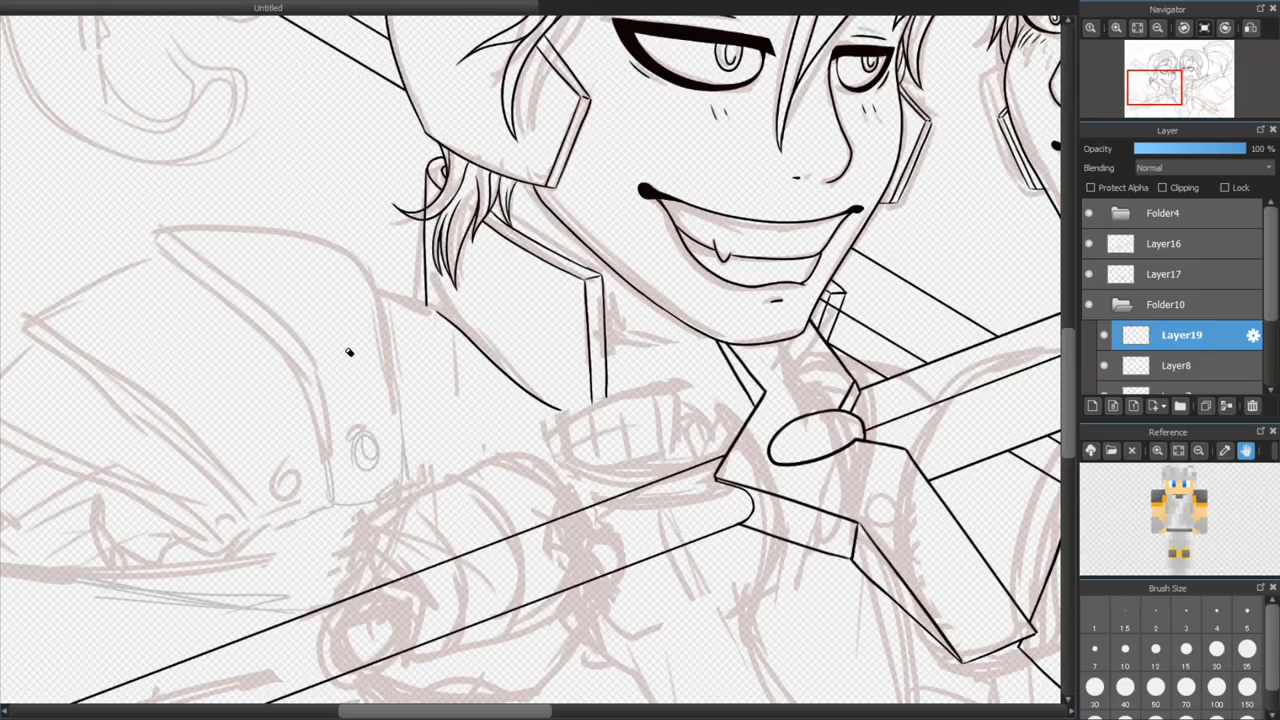 Untitled
Navigator
Layer
Opacity 100 %
Blending Normal
Protect Alpha Clipping Lock
Folder4
Layer16
Layer17
Folder10
Layer19
Layer8
Reference
Brush Size
1 1.5 2 3 4 5
7 10 12 15 20 25
30 40 50 70 100 150